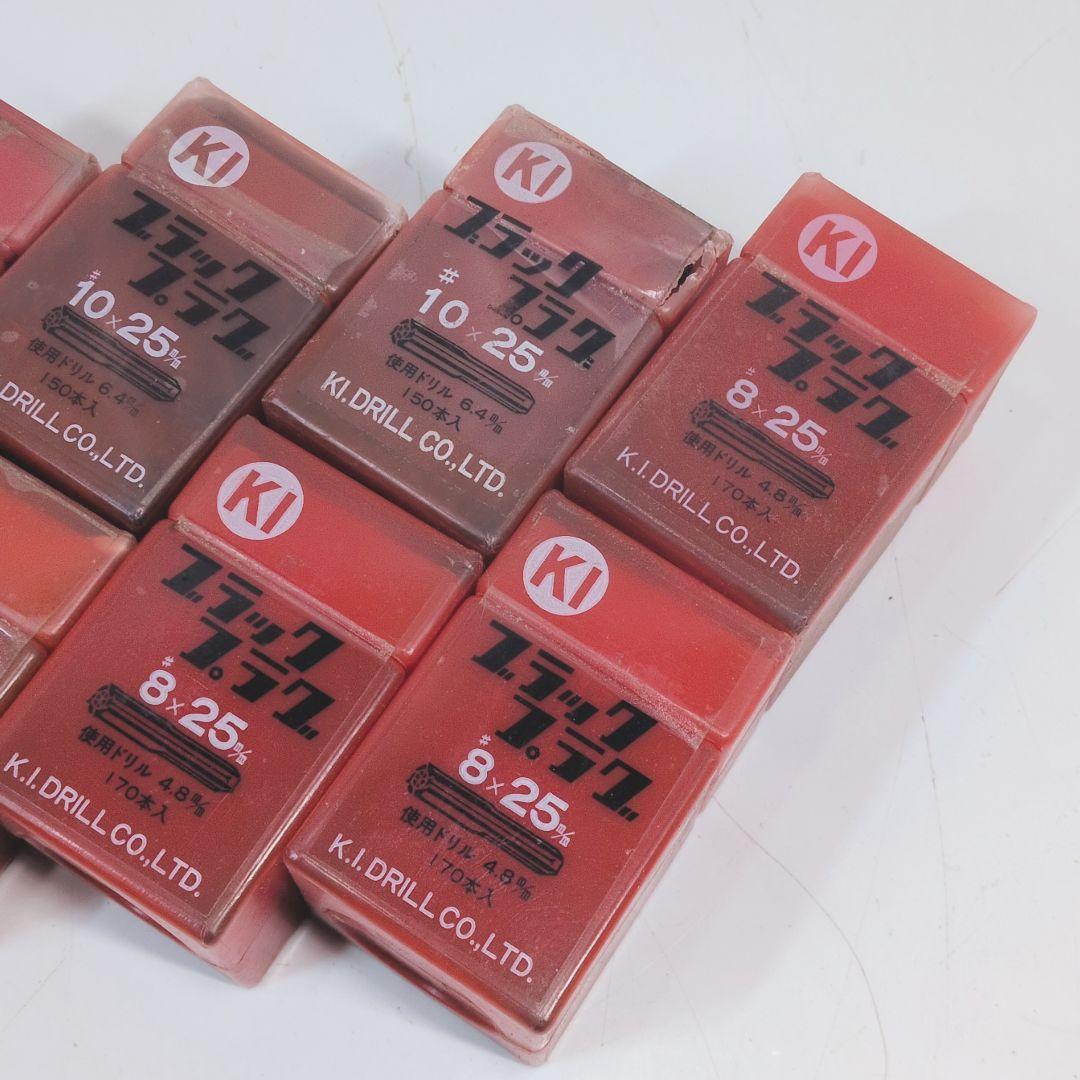 KI
ブラック
プラグ
#10×25m/m
使用ドリル 6.4m/m
150本入
KI.DRILL CO.,LTD.
KI
ブラック
プラグ
#10×25m/m
使用ドリル 6.4m/m
150本入
KI.DRILL CO.,LTD.
KI
ブラック
プラグ
#8×25m/m
使用ドリル 4.8m/m
170本入
K.I.DRILL CO.,LTD.
KI
ブラック
プラグ
#8×25m/m
使用ドリル 4.8m/m
170本入
K.I.DRILL CO.,LTD.
KI
ブラック
プラグ
#8×25m/m
使用ドリル 4.8m/m
170本入
K.I.DRILL CO.,LTD.